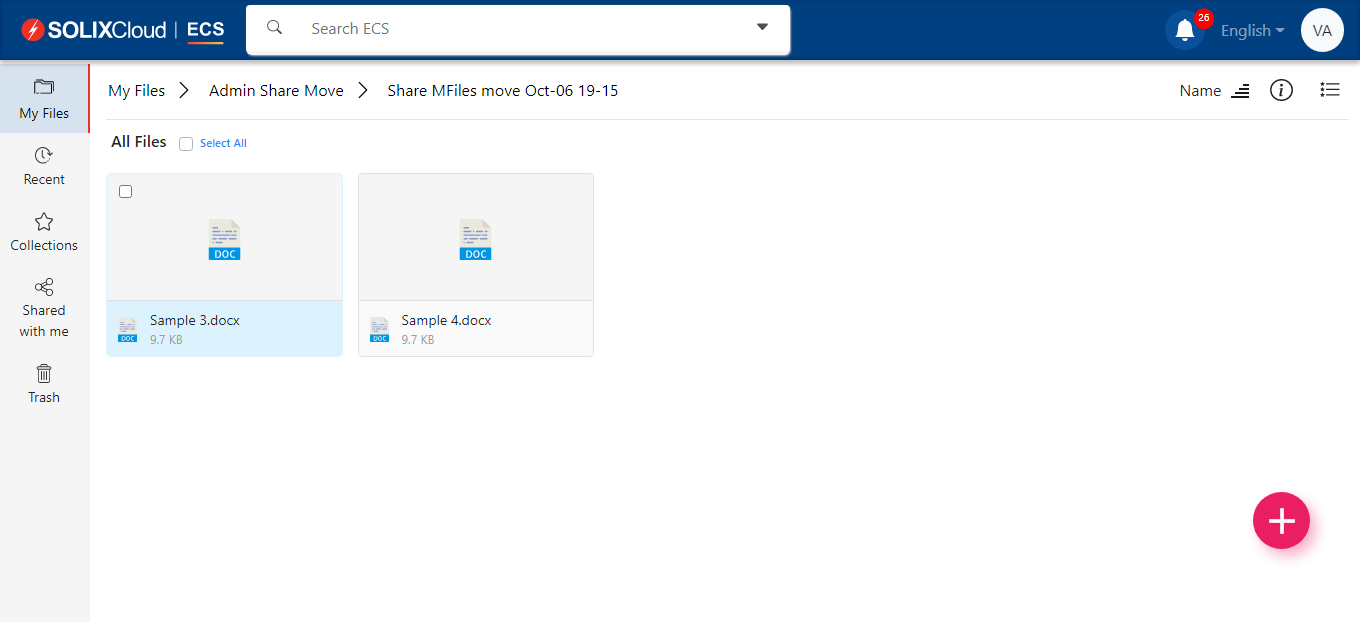 SOLIXCloud | ECS
Search ECS
26
English
VA
My Files
Recent
Collections
Shared
with me
Trash
My Files
Admin Share Move
Share MFiles move Oct-06 19-15
Name
All Files
Select All
DOC
DOC
DOC
Sample 3.docx
9.7 KB
DOC
Sample 4.docx
9.7 KB